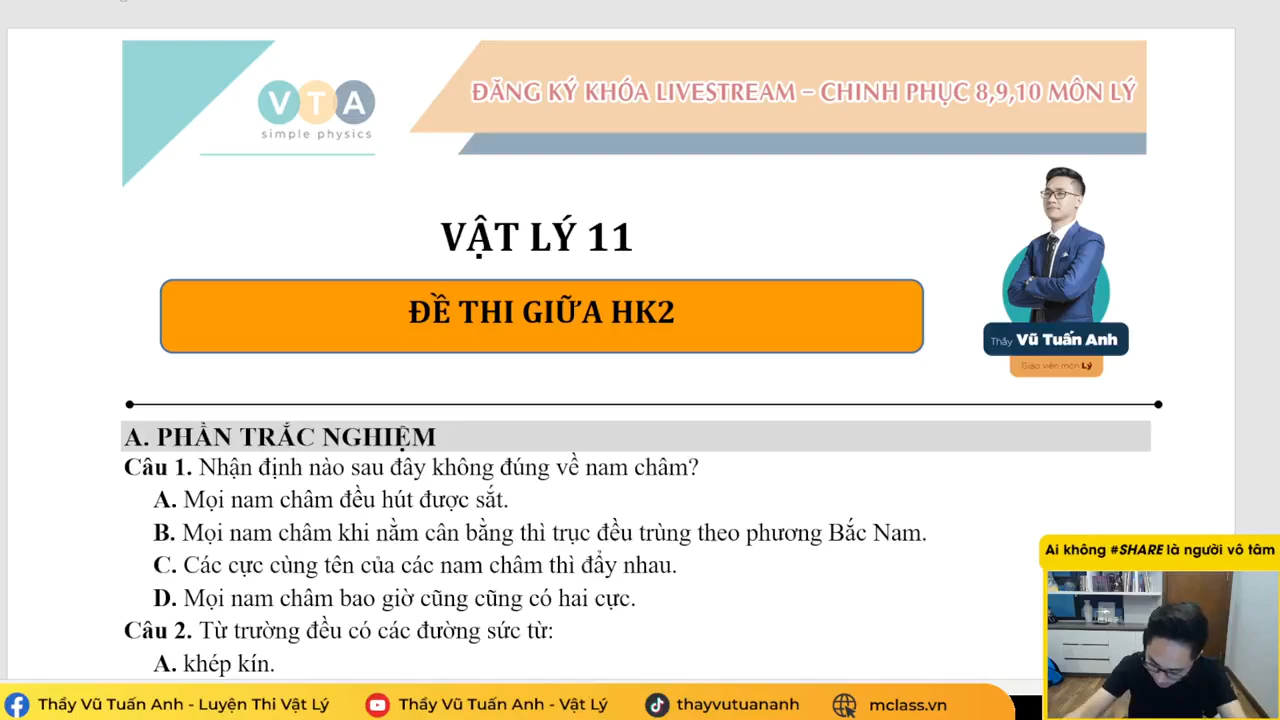 ĐĂNG KÝ KHÓA LIVESTREAM – CHINH PHỤC 8,9,10 MÔN LÝ
VTA
simple physics
VẬT LÝ 11
ĐỀ THI GIỮA HK2
Thầy Vũ Tuấn Anh
Giáo viên môn Lý
A. PHẦN TRẮC NGHIỆM
Câu 1. Nhận định nào sau đây không đúng về nam châm?
A. Mọi nam châm đều hút được sắt.
B. Mọi nam châm khi nằm cân bằng thì trục đều trùng theo phương Bắc Nam.
C. Các cực cùng tên của các nam châm thì đẩy nhau.
D. Mọi nam châm bao giờ cũng cũng có hai cực.
Câu 2. Từ trường đều có các đường sức từ:
A. khép kín.
Ai không #SHARE là người vô tâm
Thầy Vũ Tuấn Anh - Luyện Thi Vật Lý
Thầy Vũ Tuấn Anh - Vật Lý
thayvutuananh
mclass.vn